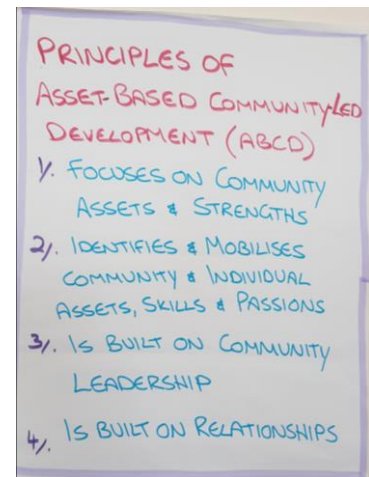 PRINCIPLES OF
ASSET-BASED COMMUNITY-LED
DEVELOPMENT (ABCD)
1/. FOCUSES ON COMMUNITY
ASSETS & STRENGTHS
2/. IDENTIFIES & MOBILISES
COMMUNITY & INDIVIDUAL
ASSETS, SKILLS & PASSIONS
3/. IS BUILT ON COMMUNITY
LEADERSHIP
4/. IS BUILT ON RELATIONSHIPS